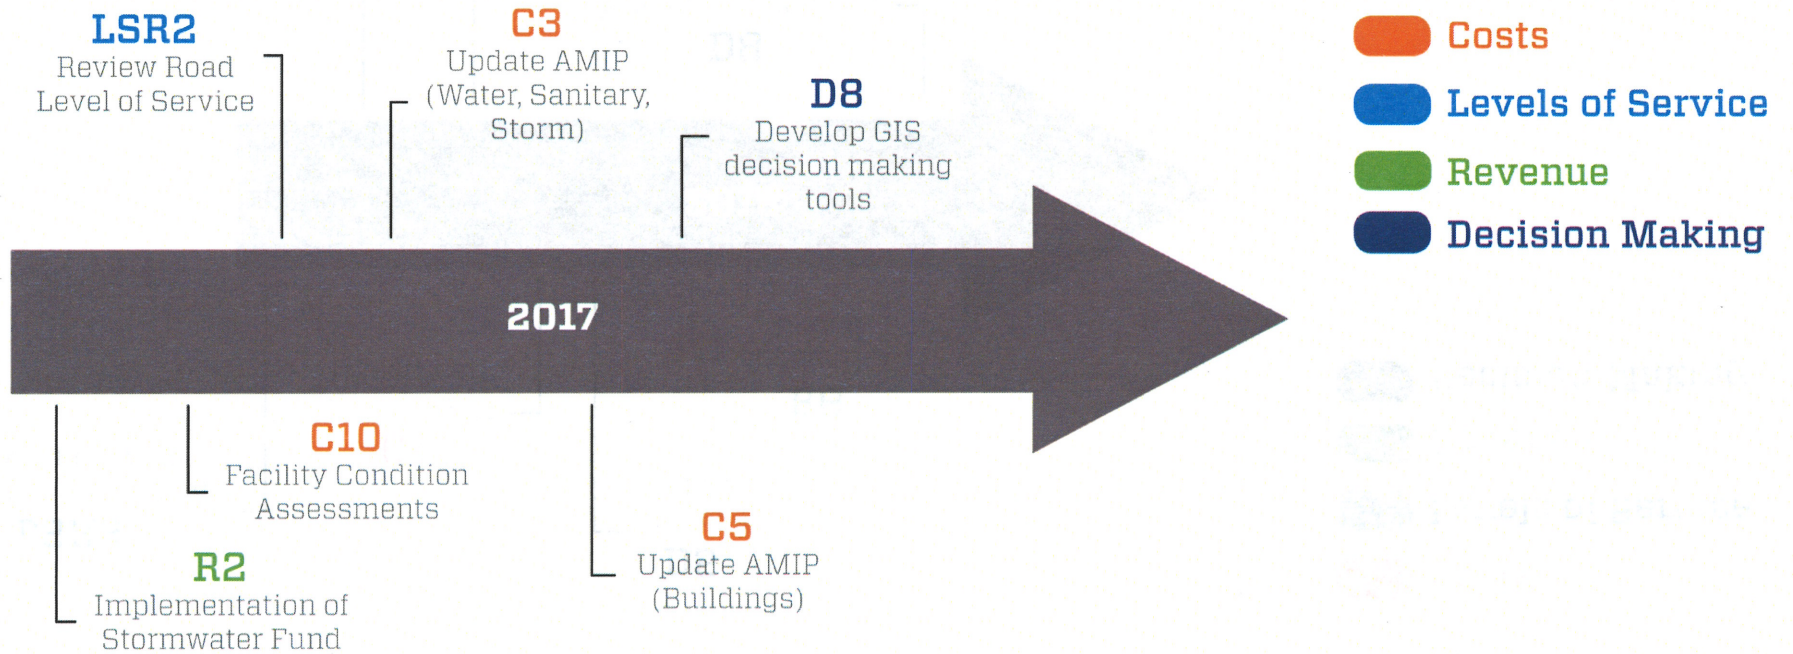 LSR2
Review Road
Level of Service
C3
Update AMIP
(Water, Sanitary,
Storm)
D8
Develop GIS
decision making
tools
2017
C10
Facility Condition
Assessments
R2
Implementation of
Stormwater Fund
C5
Update AMIP
(Buildings)
Costs
Levels of Service
Revenue
Decision Making